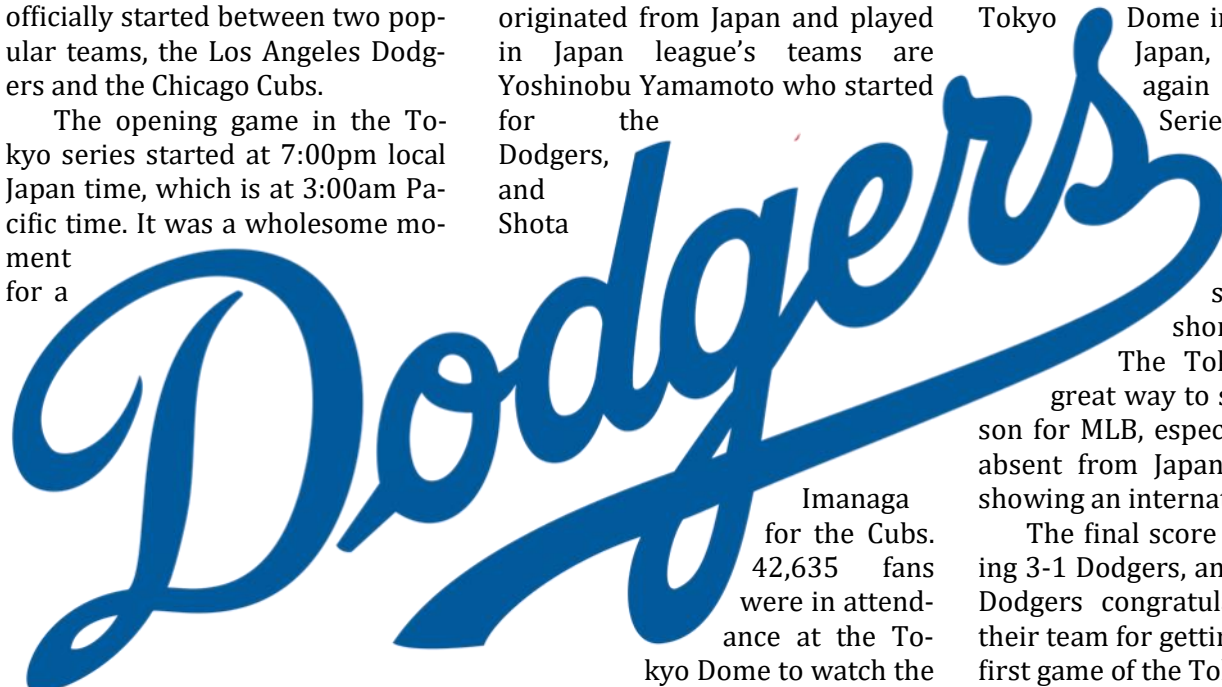 officially started between two pop-
ular teams, the Los Angeles Dodg-
ers and the Chicago Cubs.
The opening game in the To-
kyo series started at 7:00pm local
Japan time, which is at 3:00am Pa-
cific time. It was a wholesome mo-
ment
for a
originated from Japan and played
in Japan league’s teams are
Yoshinobu Yamamoto who started
for the
Dodgers,
and
Shota
Imanaga
for the Cubs.
42,635 fans
were in attend-
ance at the To-
kyo Dome to watch the
Tokyo Dome in
Japan,
again
Serie
s
shor
The To
great way to s
son for MLB, espec
absent from Japan
showing an internat
The final score
ing 3-1 Dodgers, an
Dodgers congratul
their team for gettin
first game of the To
Dodgers